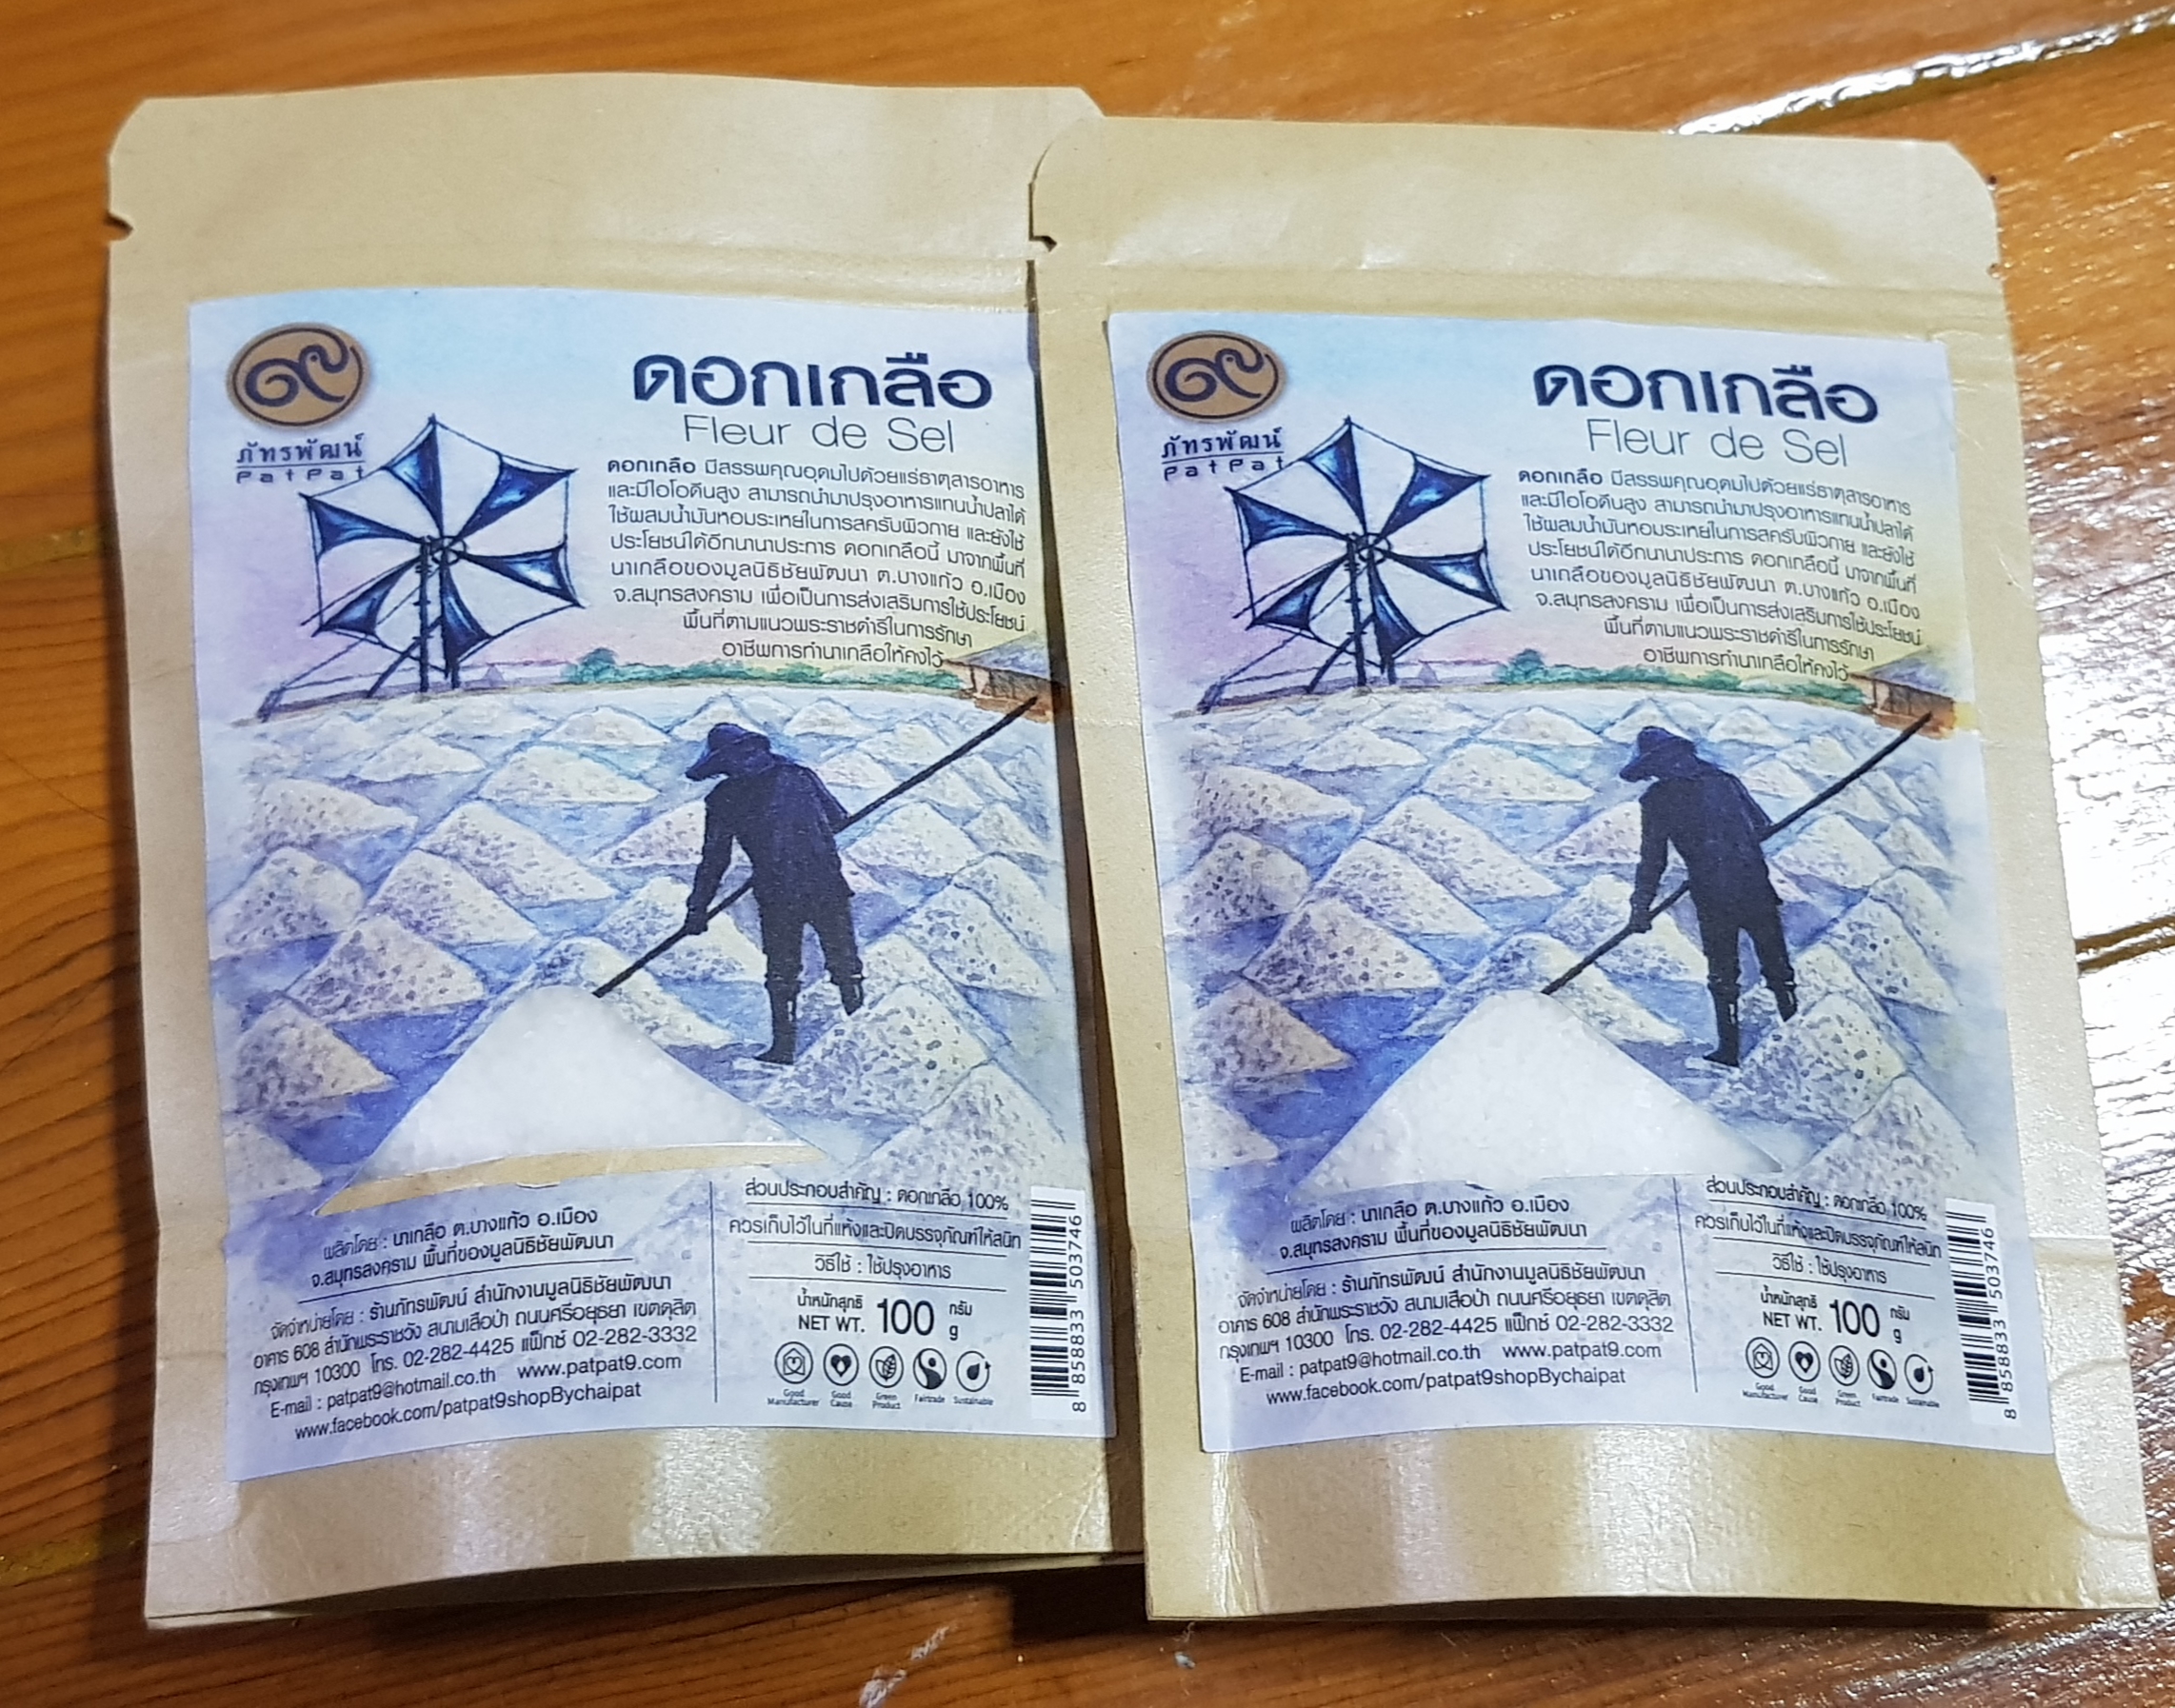 ภัทรพัฒน์
PatPat
ดอกเกลือ
Fleur de Sel
ดอกเกลือ มีสรรพคุณอุดมไปด้วยแร่ธาตุสารอาหาร
และมีไอโอดีนสูง สามารถนำมาปรุงอาหารแทนน้ำปลาได้
ใช้ผสมน้ำมันหอมระเหยในการสครับผิวกาย และยังใช้
ประโยชน์ได้อีกนานาประการ ดอกเกลือนี้ มาจากพื้นที่
นาเกลือของมูลนิธิชัยพัฒนา ต.บางแก้ว อ.เมือง
จ.สมุทรสงคราม เพื่อเป็นการส่งเสริมการใช้ประโยชน์
พื้นที่ตามแนวพระราชดำริในการรักษา
อาชีพการทำนาเกลือให้คงไว้
ผลิตโดย : นาเกลือ ต.บางแก้ว อ.เมือง
จ.สมุทรสงคราม พื้นที่ของมูลนิธิชัยพัฒนา
จัดจำหน่ายโดย : ร้านภัทรพัฒน์ สำนักงานมูลนิธิชัยพัฒนา
อาคาร 608 สำนักพระราชวัง สนามเสือป่า ถนนศรีอยุธยา เขตดุสิต
กรุงเทพฯ 10300 โทร. 02-282-4425 แฟ็กซ์ 02-282-3332
E-mail : patpat9@hotmail.co.th www.patpat9.com
www.facebook.com/patpat9shopBychaipat
ส่วนประกอบสำคัญ : ดอกเกลือ 100%
ควรเก็บไว้ในที่แห้งและปิดบรรจุภัณฑ์ให้สนิท
วิธีใช้ : ใช้ปรุงอาหาร
น้ำหนักสุทธิ
NET WT. 100 กรัม
g
Good Manufacturer
Good Cause
Green Product
Fairtrade
Sustainable
8 858833 503746
ภัทรพัฒน์
PatPat
ดอกเกลือ
Fleur de Sel
ดอกเกลือ มีสรรพคุณอุดมไปด้วยแร่ธาตุสารอาหาร
และมีไอโอดีนสูง สามารถนำมาปรุงอาหารแทนน้ำปลาได้
ใช้ผสมน้ำมันหอมระเหยในการสครับผิวกาย และยังใช้
ประโยชน์ได้อีกนานาประการ ดอกเกลือนี้ มาจากพื้นที่
นาเกลือของมูลนิธิชัยพัฒนา ต.บางแก้ว อ.เมือง
จ.สมุทรสงคราม เพื่อเป็นการส่งเสริมการใช้ประโยชน์
พื้นที่ตามแนวพระราชดำริในการรักษา
อาชีพการทำนาเกลือให้คงไว้
ผลิตโดย : นาเกลือ ต.บางแก้ว อ.เมือง
จ.สมุทรสงคราม พื้นที่ของมูลนิธิชัยพัฒนา
จัดจำหน่ายโดย : ร้านภัทรพัฒน์ สำนักงานมูลนิธิชัยพัฒนา
อาคาร 608 สำนักพระราชวัง สนามเสือป่า ถนนศรีอยุธยา เขตดุสิต
กรุงเทพฯ 10300 โทร. 02-282-4425 แฟ็กซ์ 02-282-3332
E-mail : patpat9@hotmail.co.th www.patpat9.com
www.facebook.com/patpat9shopBychaipat
ส่วนประกอบสำคัญ : ดอกเกลือ 100%
ควรเก็บไว้ในที่แห้งและปิดบรรจุภัณฑ์ให้สนิท
วิธีใช้ : ใช้ปรุงอาหาร
น้ำหนักสุทธิ
NET WT. 100 กรัม
g
Good Manufacturer
Good Cause
Green Product
Fairtrade
Sustainable
8 858833 503746